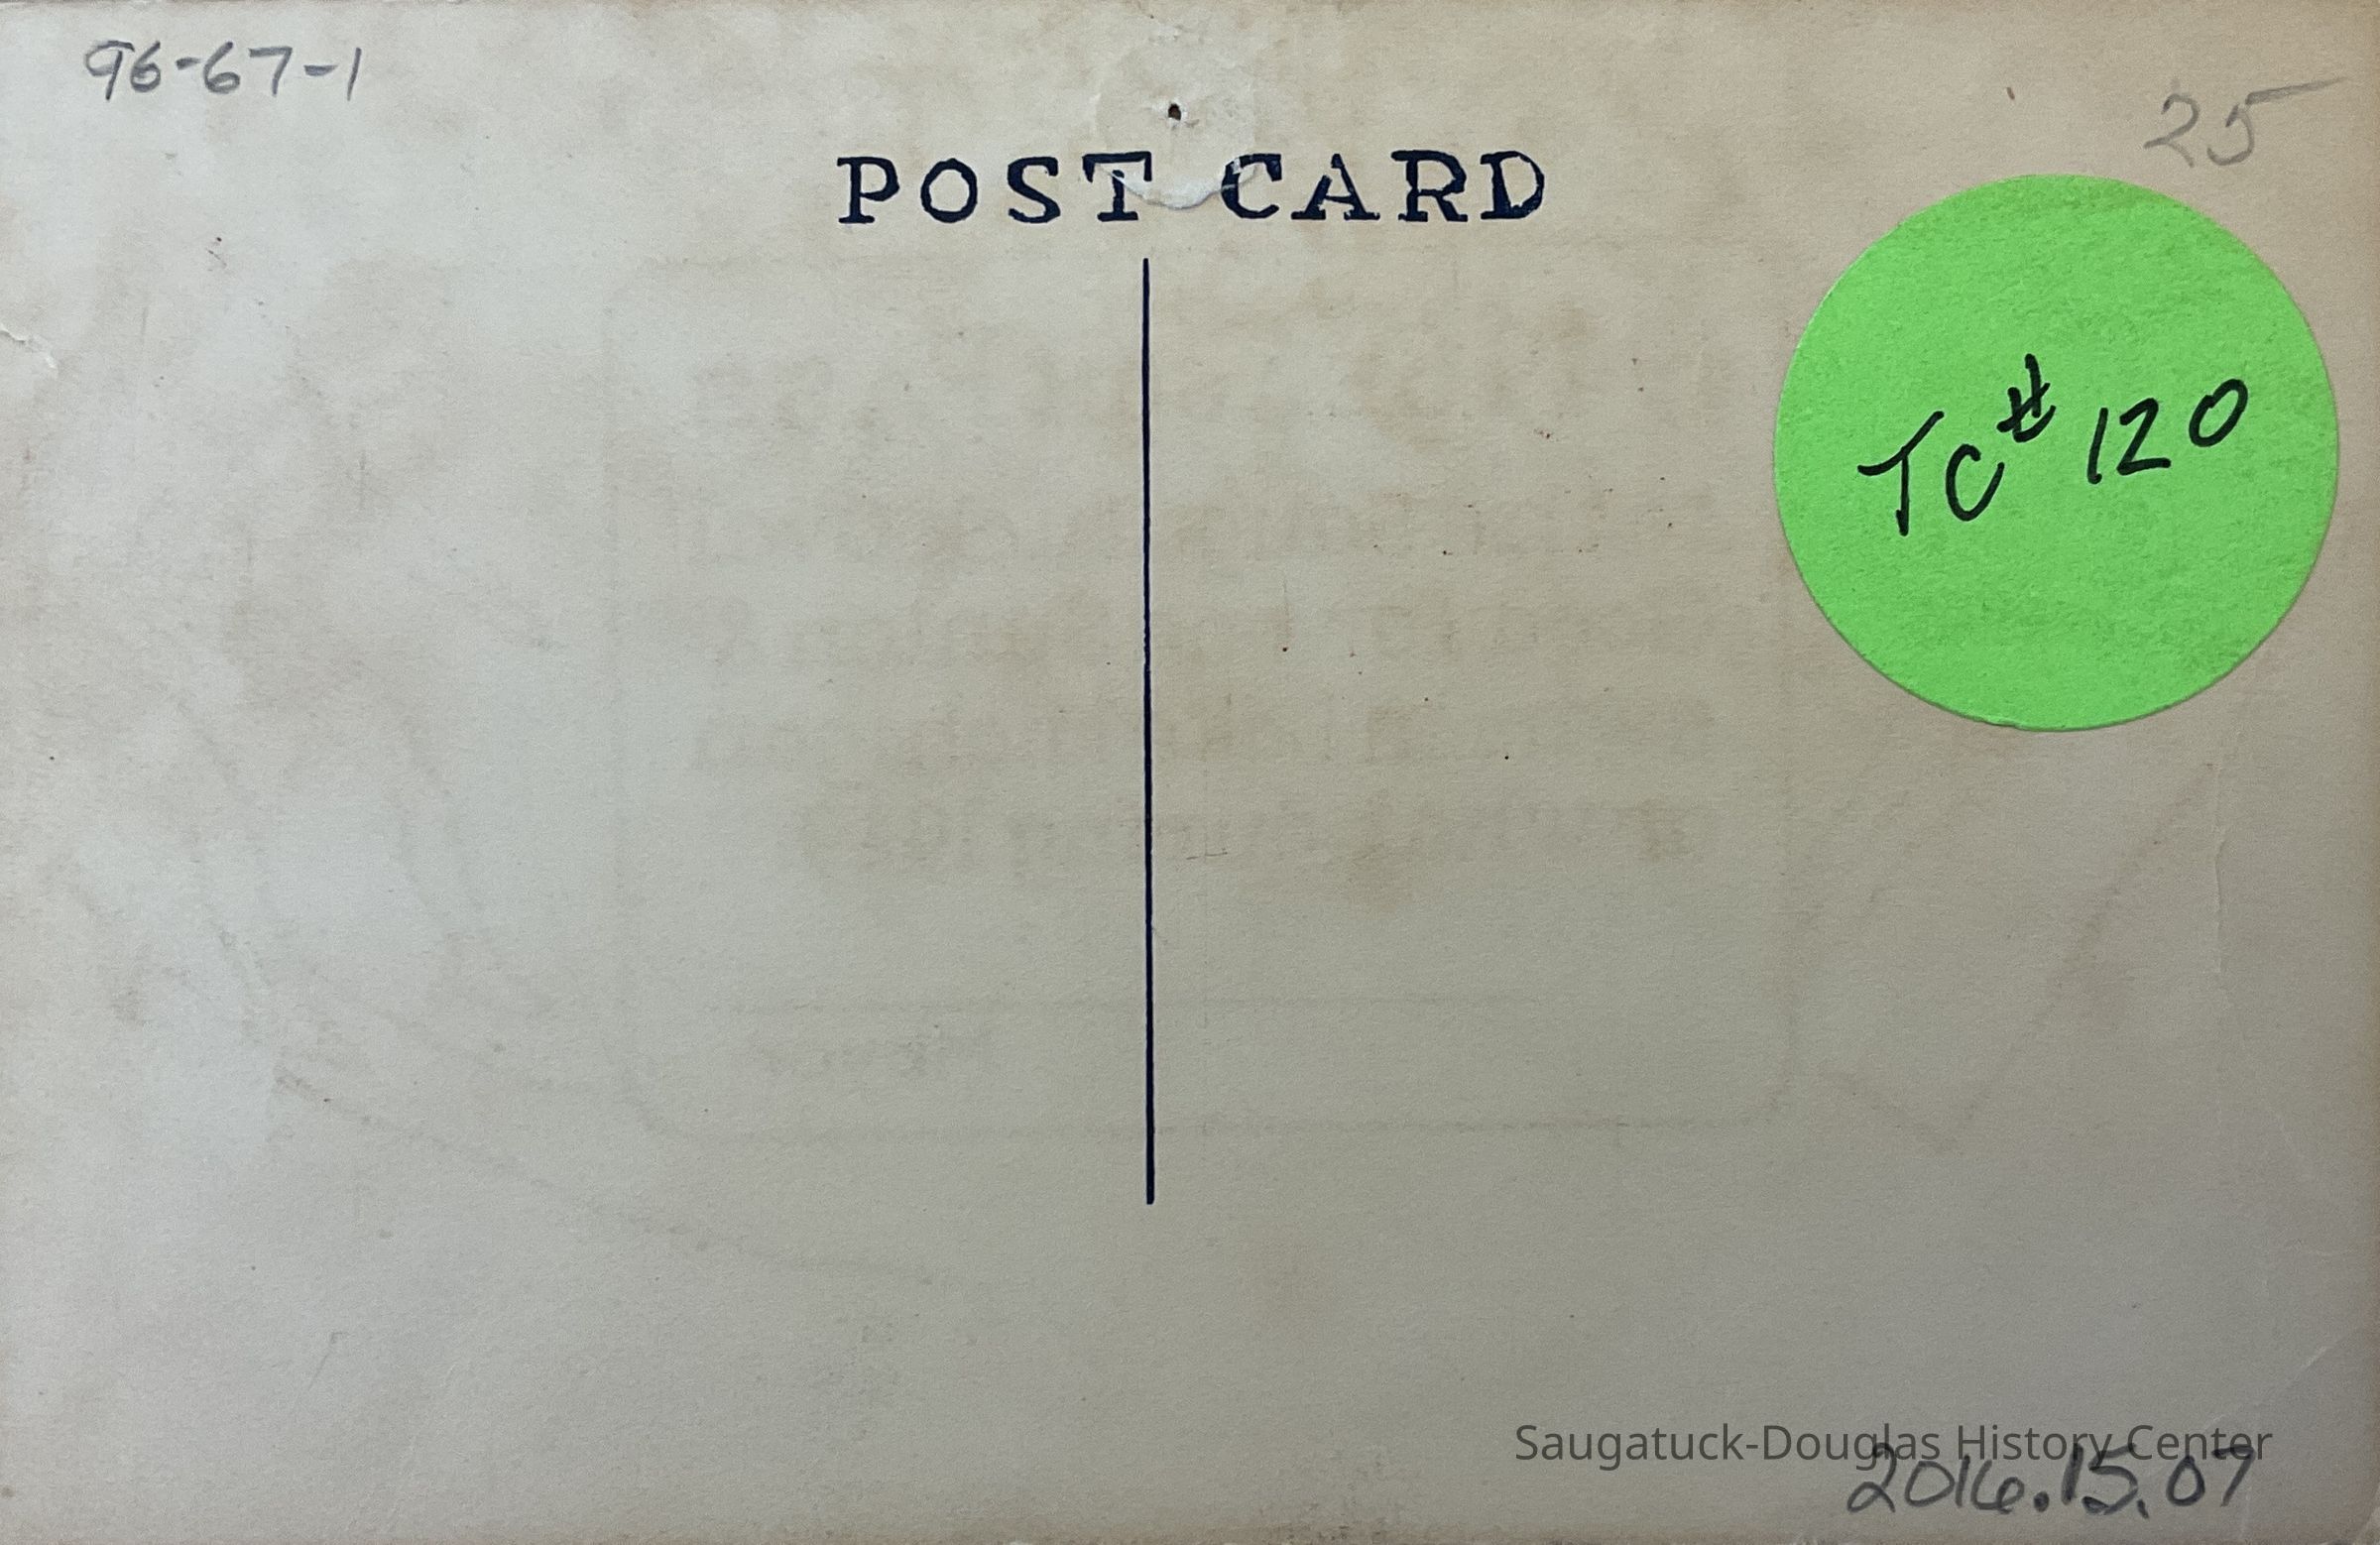 96-67-1
25
POST CARD
TC# 120
Saugatuck-Douglas History Center
2016.15.07